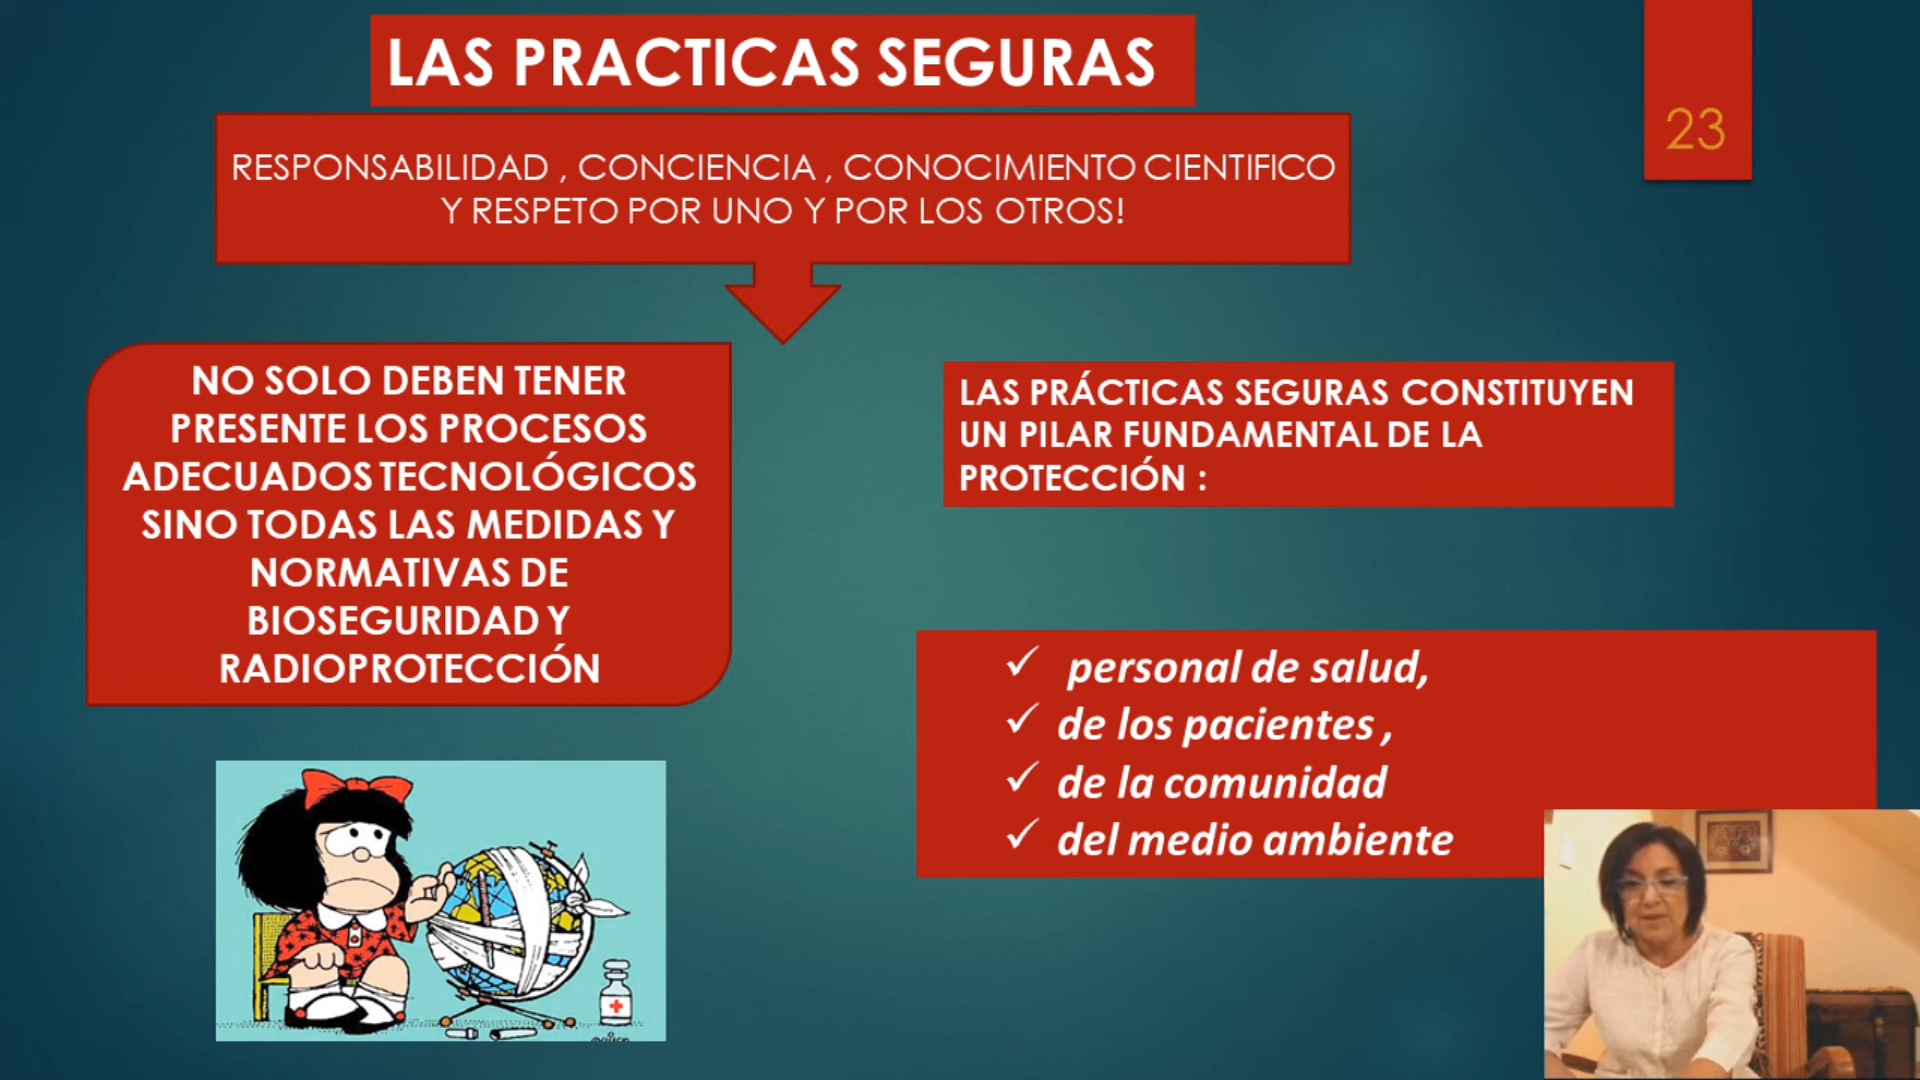 LAS PRACTICAS SEGURAS
23
RESPONSABILIDAD , CONCIENCIA , CONOCIMIENTO CIENTIFICO
Y RESPETO POR UNO Y POR LOS OTROS!
NO SOLO DEBEN TENER
PRESENTE LOS PROCESOS
ADECUADOS TECNOLÓGICOS
SINO TODAS LAS MEDIDAS Y
NORMATIVAS DE
BIOSEGURIDAD Y
RADIOPROTECCIÓN
LAS PRÁCTICAS SEGURAS CONSTITUYEN
UN PILAR FUNDAMENTAL DE LA
PROTECCIÓN :
✓ personal de salud,
✓ de los pacientes ,
✓ de la comunidad
✓ del medio ambiente